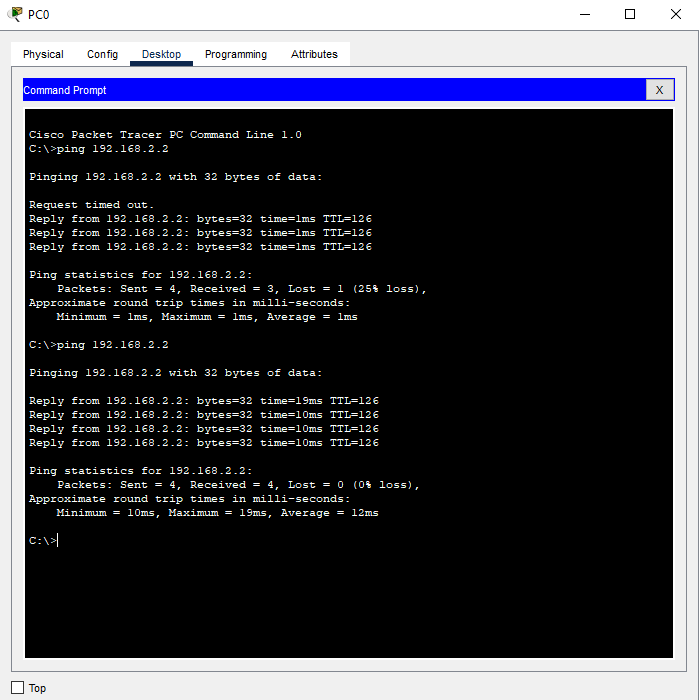 PC0
Physical Config Desktop Programming Attributes
Command Prompt X
Cisco Packet Tracer PC Command Line 1.0
C:\>ping 192.168.2.2
Pinging 192.168.2.2 with 32 bytes of data:
Request timed out.
Reply from 192.168.2.2: bytes=32 time=1ms TTL=126
Reply from 192.168.2.2: bytes=32 time=1ms TTL=126
Reply from 192.168.2.2: bytes=32 time=1ms TTL=126
Ping statistics for 192.168.2.2:
    Packets: Sent = 4, Received = 3, Lost = 1 (25% loss),
Approximate round trip times in milli-seconds:
    Minimum = 1ms, Maximum = 1ms, Average = 1ms
C:\>ping 192.168.2.2
Pinging 192.168.2.2 with 32 bytes of data:
Reply from 192.168.2.2: bytes=32 time=19ms TTL=126
Reply from 192.168.2.2: bytes=32 time=10ms TTL=126
Reply from 192.168.2.2: bytes=32 time=10ms TTL=126
Reply from 192.168.2.2: bytes=32 time=10ms TTL=126
Ping statistics for 192.168.2.2:
    Packets: Sent = 4, Received = 4, Lost = 0 (0% loss),
Approximate round trip times in milli-seconds:
    Minimum = 10ms, Maximum = 19ms, Average = 12ms
C:\>
Top